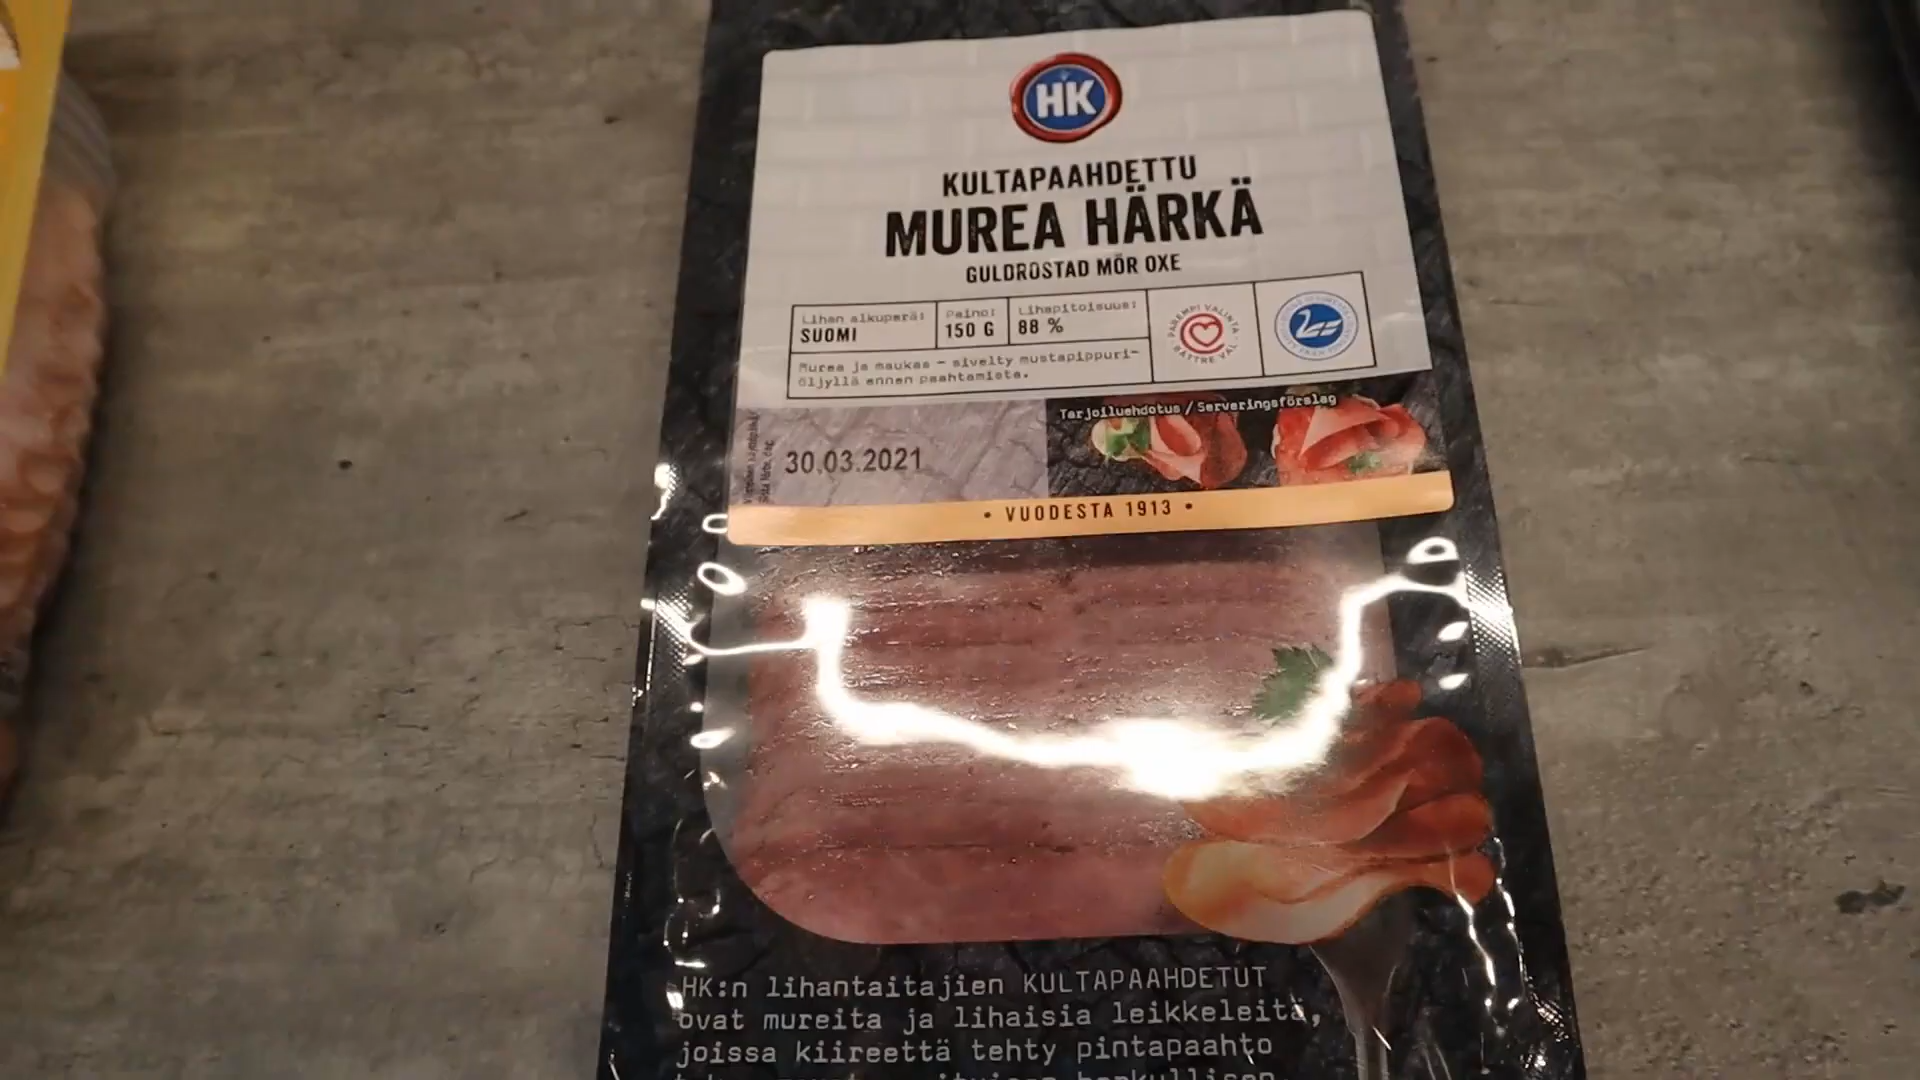 HK
KULTAPAAHDETTU
MUREA HÄRKÄ
GULDROSTAD MÖR OXE
Lihan alkuperä:
SUOMI
Paino:
150 G
Lihapitoisuus:
88 %
Murea ja maukas - sivelty mustapippuri-
öljyllä ennen paahtamista.
PAREMPI VALINTA
BÄTTRE VAL
Tarjoiluehdotus / Serveringsförslag
30.03.2021
• VUODESTA 1913 •
HK:n lihantaitajien KULTAPAAHDETUT
ovat mureita ja lihaisia leikkeleitä,
joissa kiireettä tehty pintapaahto